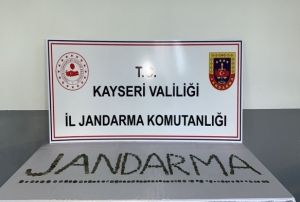 T.C.
KAYSERİ VALİLİĞİ
İL JANDARMA KOMUTANLIĞI
JANDARMA